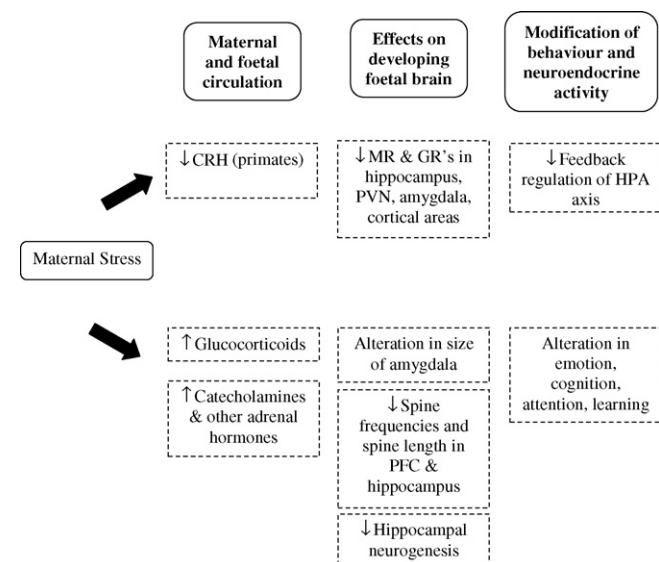 Maternal
and foetal
circulation
Effects on
developing
foetal brain
Modification of
behaviour and
neuroendocrine
activity
↓CRH (primates)
↓MR & GR's in
hippocampus,
PVN, amygdala,
cortical areas
↓Feedback
regulation of HPA
axis
Maternal Stress
↑Glucocorticoids
↑Catecholamines
& other adrenal
hormones
Alteration in size
of amygdala
↓Spine
frequencies and
spine length in
PFC &
hippocampus
↓Hippocampal
neurogenesis
Alteration in
emotion,
cognition,
attention, learning